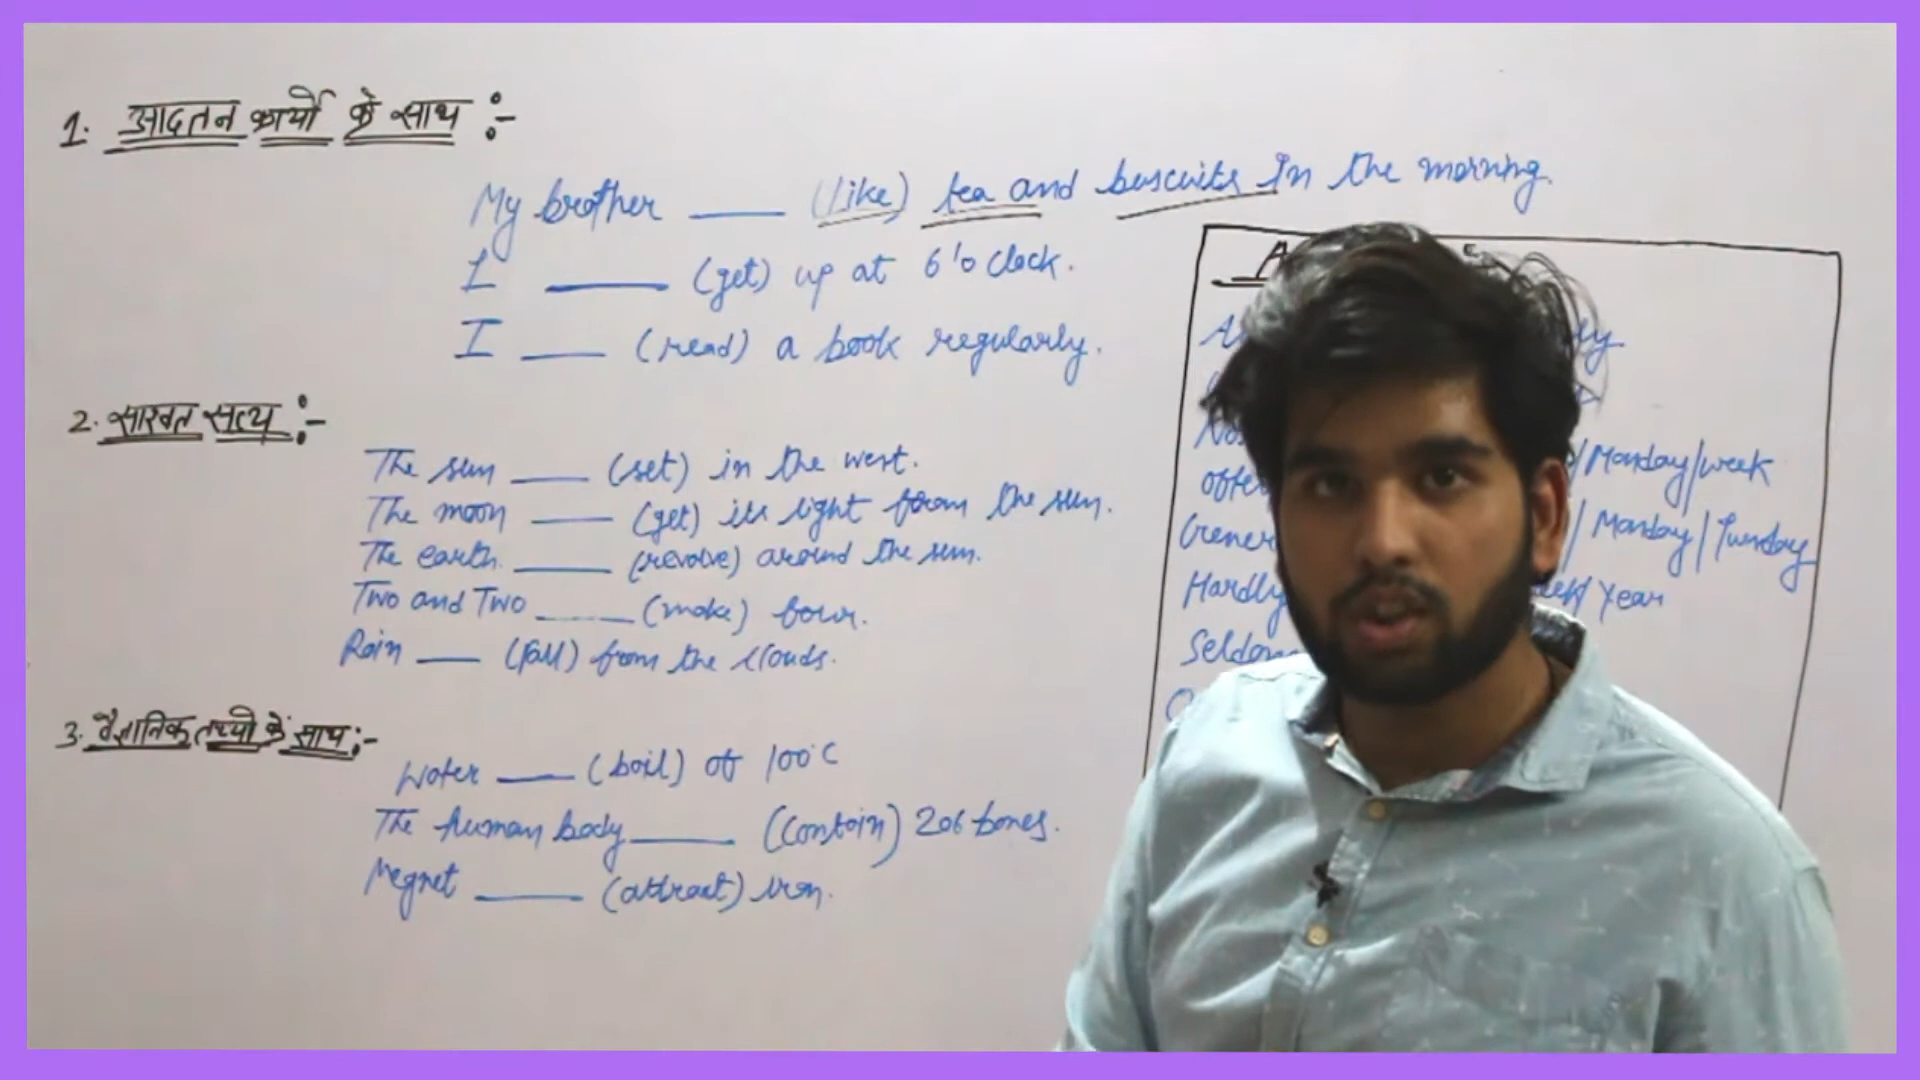 1. आदतन कार्यो के साथ :-
My brother ____ (like) tea and buscuits in the morning.
I ____ (get) up at 6'o clock.
I ____ (read) a book regularly.
2. सास्वत सत्य :-
The sun ____ (set) in the west.
The moon ____ (get) its light from the sun.
The earth ____ (revolve) around the sun.
Two and Two ____ (make) four.
Rain ____ (fall) from the clouds.
3. वैज्ञानिक तथ्यो के साथ :-
Water ____ (boil) at 100°C
The human body ____ (contain) 206 bones.
Megnet ____ (attract) iron.
/ Monday/week
/ Monday / Tuesday
Hardly / Year
Seldom